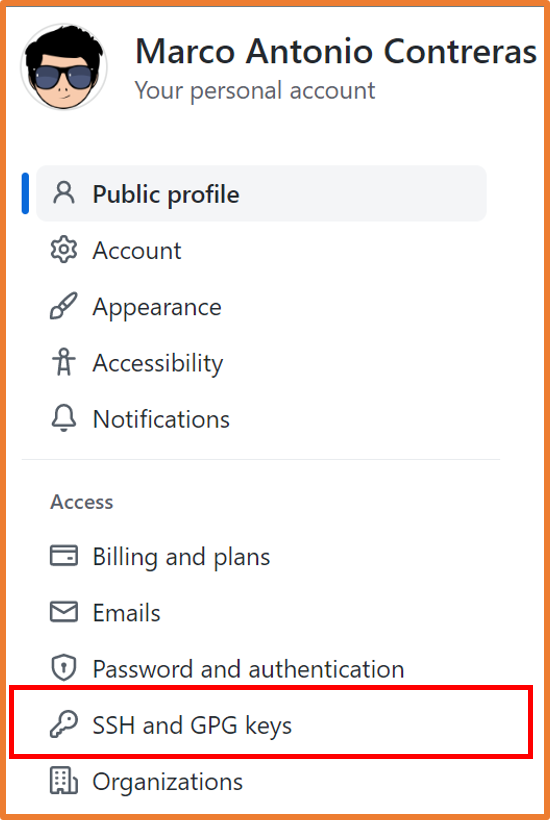 Marco Antonio Contreras
Your personal account
Public profile
Account
Appearance
Accessibility
Notifications
Access
Billing and plans
Emails
Password and authentication
SSH and GPG keys
Organizations